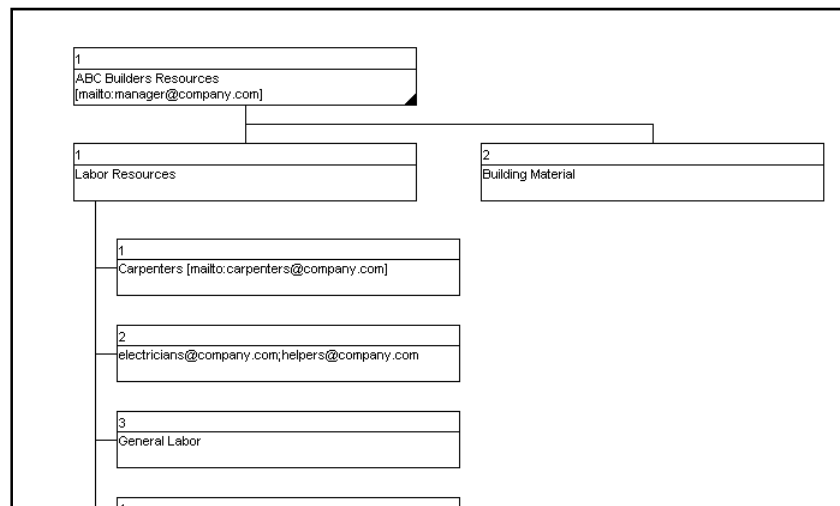 1
ABC Builders Resources
[mailto:manager@company.com]
1
Labor Resources
2
Building Material
1
Carpenters [mailto:carpenters@company.com]
2
electricians@company.com;helpers@company.com
3
General Labor